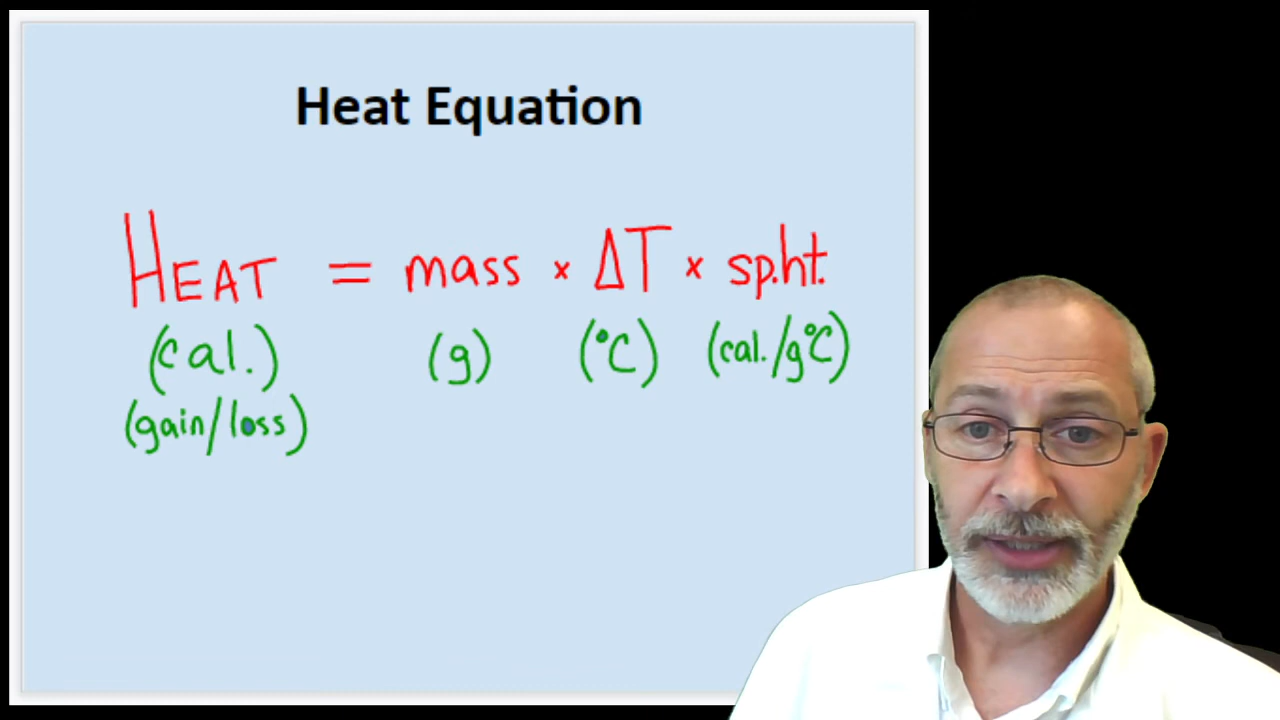 Heat Equation
HEAT = mass × ΔT × sp.ht.
(cal.) (g) (°C) (cal./g°C)
(gain/loss)